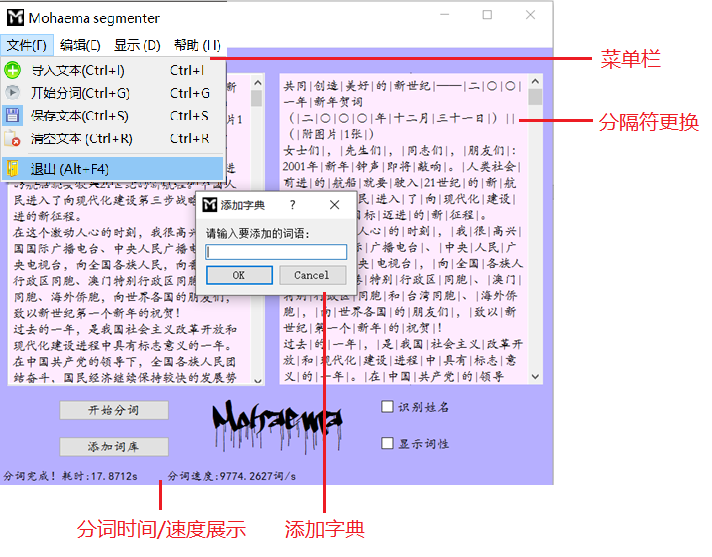 Mohaema segmenter
文件(F) 编辑(E) 显示 (D) 帮助 (H)
导入文本(Ctrl+I) Ctrl+I
开始分词(Ctrl+G) Ctrl+G
保存文本(Ctrl+S) Ctrl+S
清空文本 (Ctrl+R) Ctrl+R
退出 (Alt+F4)
民进入了向现代化建设第三步战略
进的新征程。
在这个激动人心的时刻，我很高兴
国国际广播电台、中央人民广播
央电视台，向全国各族人民，向香
行政区同胞、澳门特别行政区同
同胞、海外侨胞，向世界各国的朋友们，
致以新世纪第一个新年的祝贺！
过去的一年，是我国社会主义改革开放和
现代化建设进程中具有标志意义的一年。
在中国共产党的领导下，全国各族人民团
结奋斗，国民经济继续保持较快的发展势
共同|创造|美好|的|新世纪|——|二|○|○|
一年|新年贺词
（|二|○|○|○|年|十二月|三十一日|）||
（|附图片|1张|）
女士们|，|先生们|，|同志们|，|朋友们|：
2001年|新年|钟声|即将|敲响|。|人类社会|
前进|的|航船|就要|驶入|21世纪|的|新|航
民|进入|了|向|现代化|建设|
目标|迈进|的|新|征程|。
动人心|的|时刻|，|我|很|高兴|
广播电台|、|中央|人民|广
电视台|，|向|全国|各族人
特别|行政区|同胞|、|澳门|
特别|行政区|同胞|和|台湾同胞|、|海外侨
胞|，|向|世界各国|的|朋友们|，|致以|新
世纪|第一个|新年|的|祝贺|！
过去|的|一年|，|是|我国|社会主义|改革开
放|和|现代化|建设|进程|中|具有|标志|意
义|的|一年|。|在|中国|共产党|的|领导
添加字典 ?
请输入要添加的词语:
OK Cancel
开始分词
添加词库
Mohaema
识别姓名
显示词性
分词完成！耗时:17.8712s 分词速度:9774.2627词/s
菜单栏
分隔符更换
分词时间/速度展示
添加字典